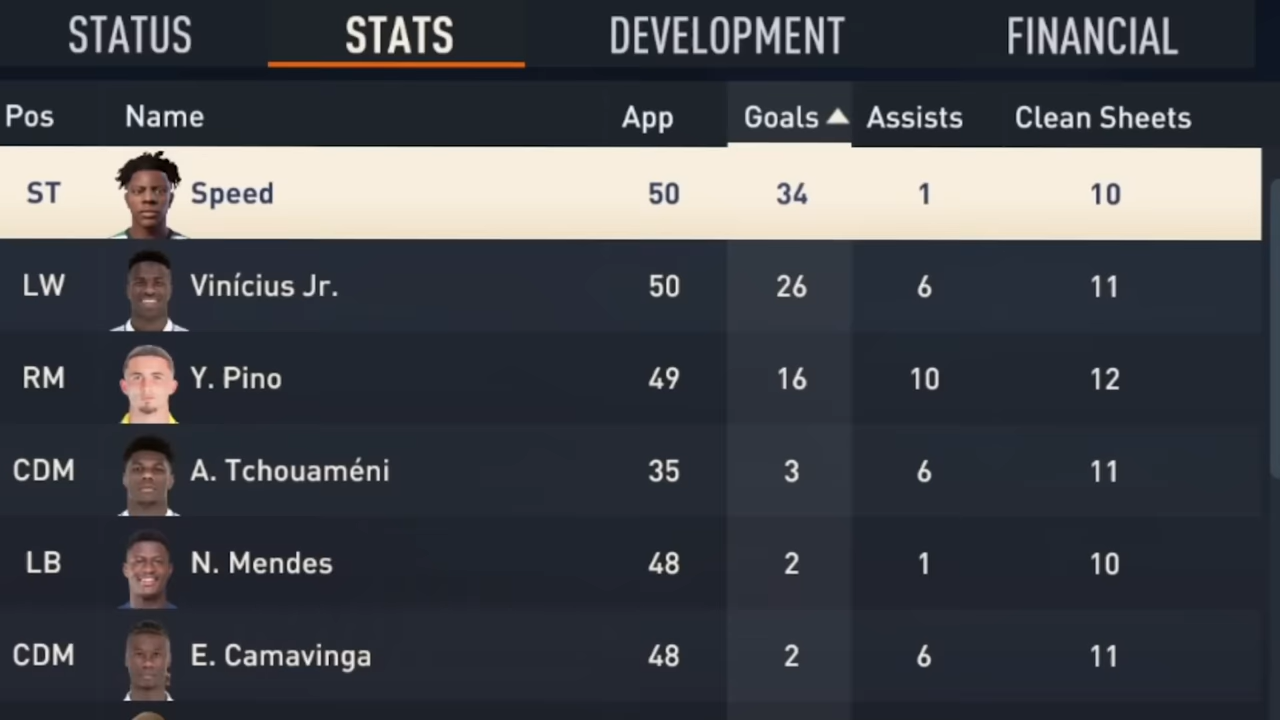 STATUS STATS DEVELOPMENT FINANCIAL
Pos Name App Goals Assists Clean Sheets
ST Speed 50 34 1 10
LW Vinícius Jr. 50 26 6 11
RM Y. Pino 49 16 10 12
CDM A. Tchouaméni 35 3 6 11
LB N. Mendes 48 2 1 10
CDM E. Camavinga 48 2 6 11